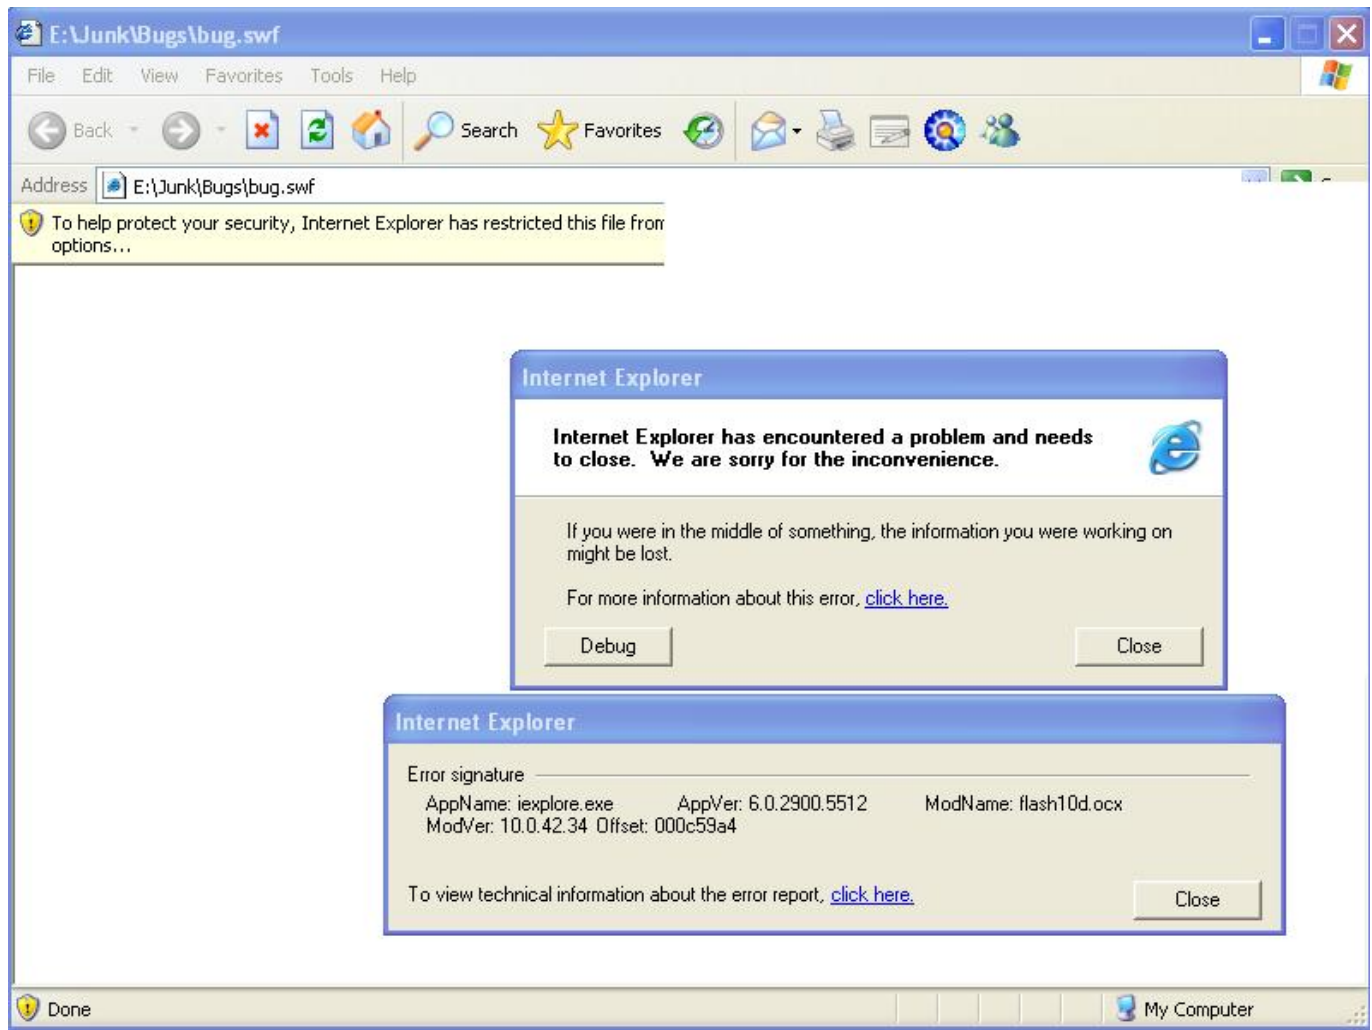 E:\Junk\Bugs\bug.swf
File Edit View Favorites Tools Help
Back Search Favorites
Address E:\Junk\Bugs\bug.swf
To help protect your security, Internet Explorer has restricted this file from
options...
Internet Explorer
Internet Explorer has encountered a problem and needs
to close. We are sorry for the inconvenience.
If you were in the middle of something, the information you were working on
might be lost.
For more information about this error, click here.
Debug Close
Internet Explorer
Error signature
AppName: iexplore.exe AppVer: 6.0.2900.5512 ModName: flash10d.ocx
ModVer: 10.0.42.34 Offset: 000c59a4
To view technical information about the error report, click here.
Close
Done My Computer